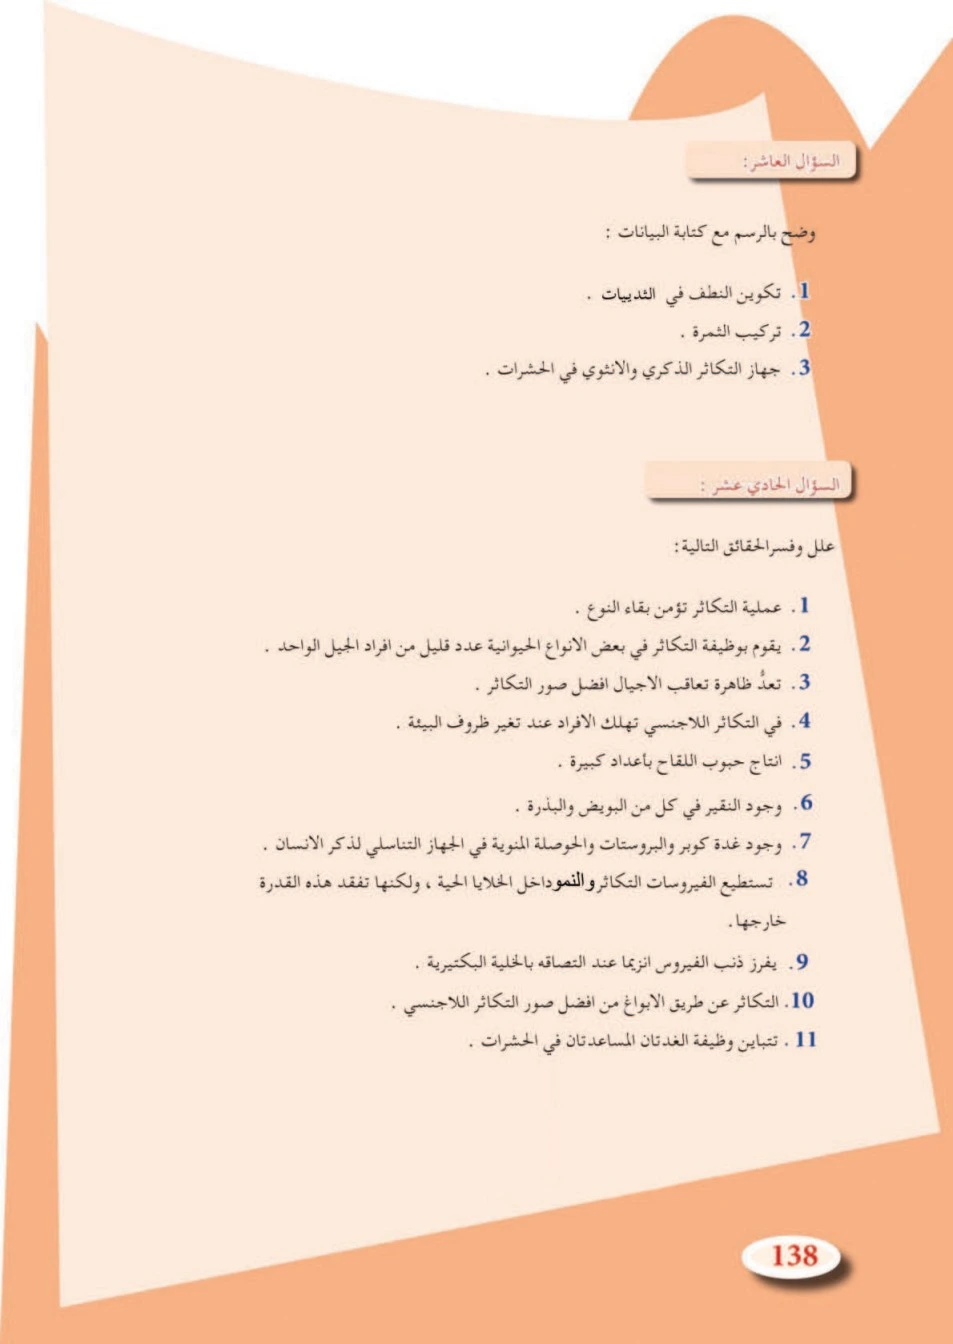 السؤال العاشر:
وضح بالرسم مع كتابة البيانات :
1. تكوين النطف في الثدييات .
2. تركيب الثمرة .
3. جهاز التكاثر الذكري والانثوي في الحشرات .
السؤال الحادي عشر :
علل وفسرالحقائق التالية:
1. عملية التكاثر تؤمن بقاء النوع .
2. يقوم بوظيفة التكاثر في بعض الانواع الحيوانية عدد قليل من افراد الجيل الواحد .
3. تعدُّ ظاهرة تعاقب الاجيال افضل صور التكاثر .
4. في التكاثر اللاجنسي تهلك الافراد عند تغير ظروف البيئة .
5. انتاج حبوب اللقاح بأعداد كبيرة .
6. وجود النقير في كل من البويض والبذرة .
7. وجود غدة كوبر والبروستات والحوصلة المنوية في الجهاز التناسلي لذكر الانسان .
8. تستطيع الفيروسات التكاثر والنمو داخل الخلايا الحية ، ولكنها تفقد هذه القدرة
خارجها.
9. يفرز ذنب الفيروس انزيما عند التصاقه بالخلية البكتيرية .
10. التكاثر عن طريق الابواغ من افضل صور التكاثر اللاجنسي .
11 . تتباين وظيفة الغدتان المساعدتان في الحشرات .
138